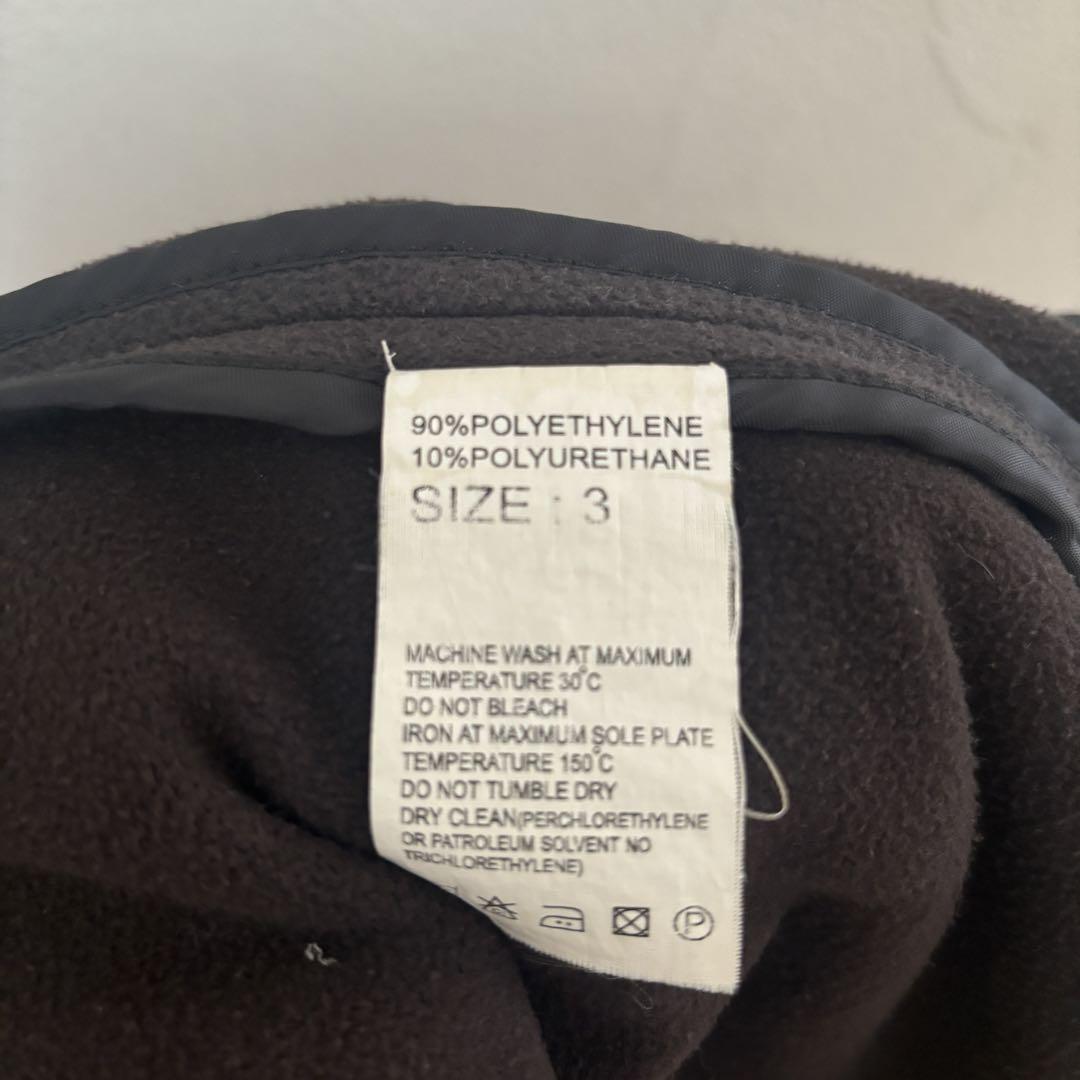 90%POLYETHYLENE
10%POLYURETHANE
SIZE : 3
MACHINE WASH AT MAXIMUM
TEMPERATURE 30°C
DO NOT BLEACH
IRON AT MAXIMUM SOLE PLATE
TEMPERATURE 150°C
DO NOT TUMBLE DRY
DRY CLEAN(PERCHLORETHYLENE
OR PATROLEUM SOLVENT NO
TRICHLORETHYLENE)
P